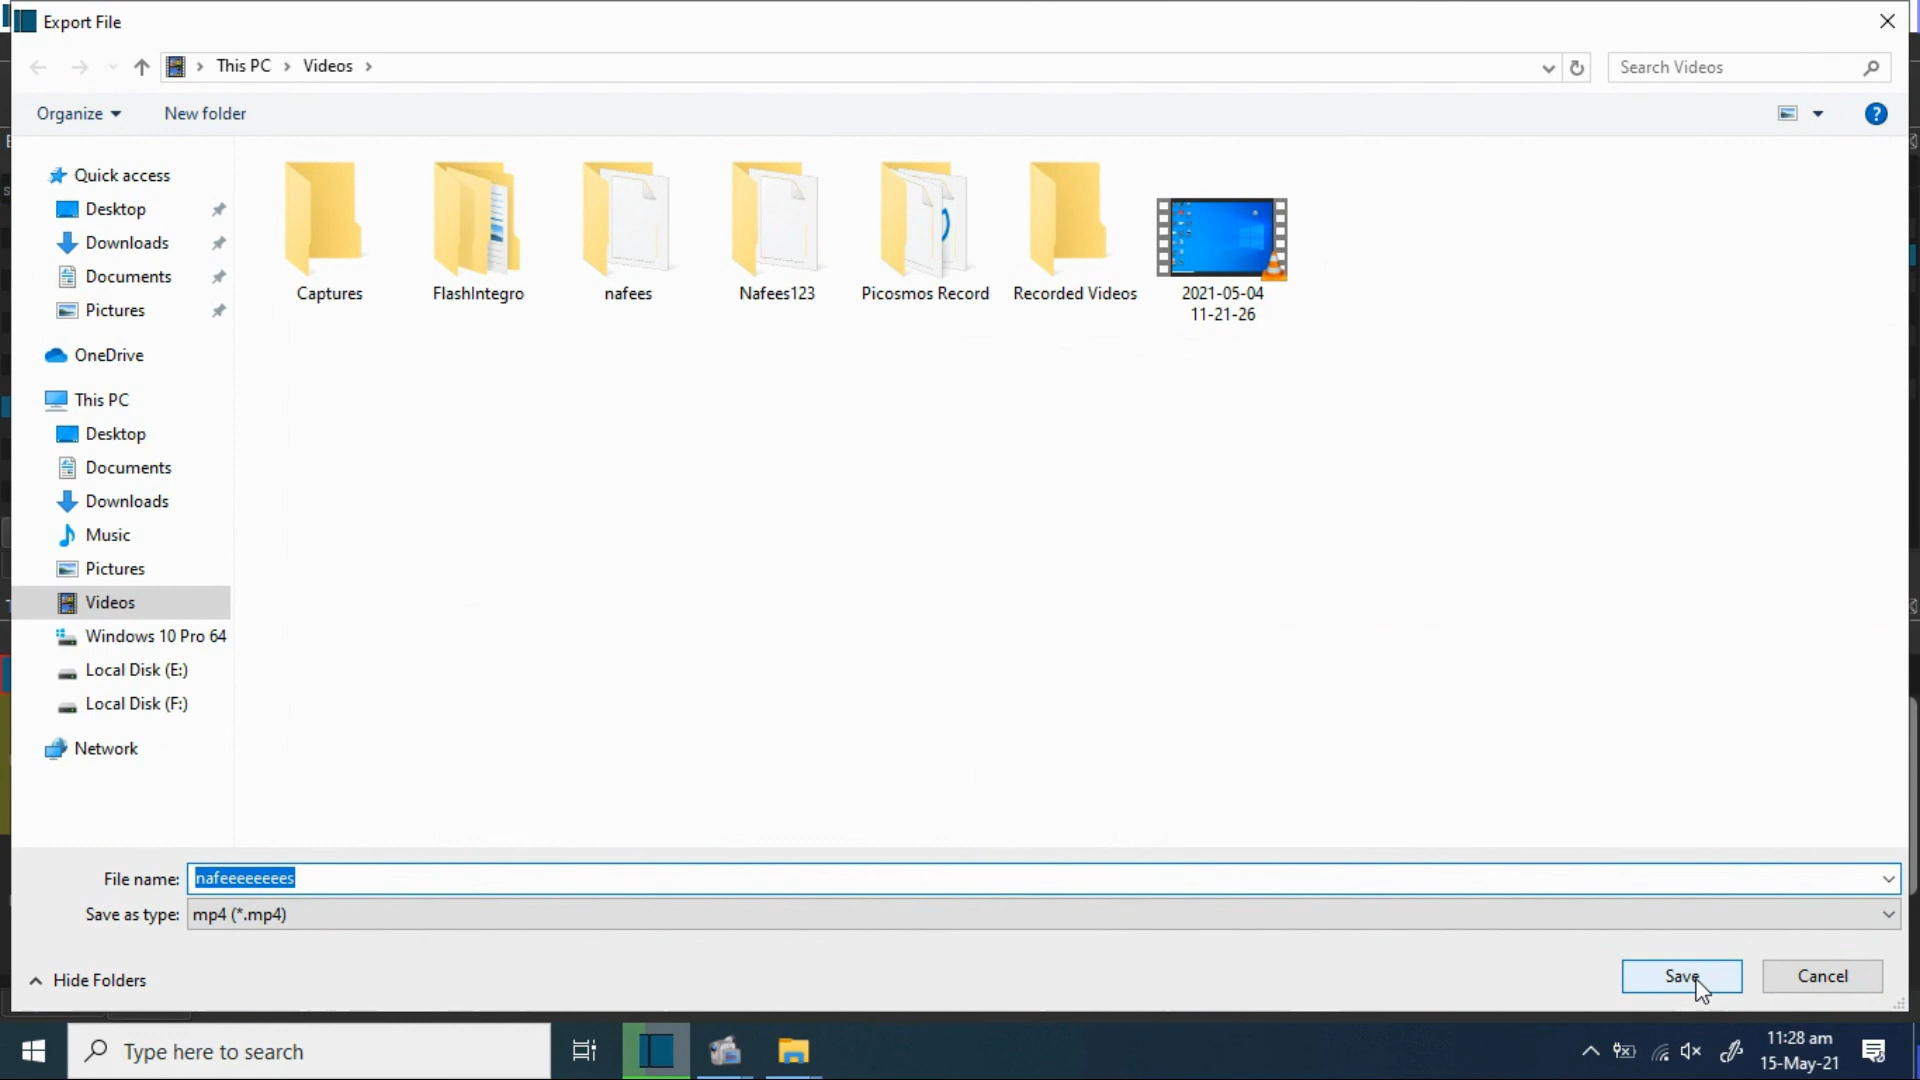 Export File
This PC > Videos >
Search Videos
Organize
New folder
Quick access
Desktop
Downloads
Documents
Pictures
OneDrive
This PC
Desktop
Documents
Downloads
Music
Pictures
Videos
Windows 10 Pro 64
Local Disk (E:)
Local Disk (F:)
Network
Captures
FlashIntegro
nafees
Nafees123
Picosmos Record
Recorded Videos
2021-05-04
11-21-26
File name: nafeeeeeeeees
Save as type: mp4 (*.mp4)
Hide Folders
Save
Cancel
Type here to search
11:28 am
15-May-21